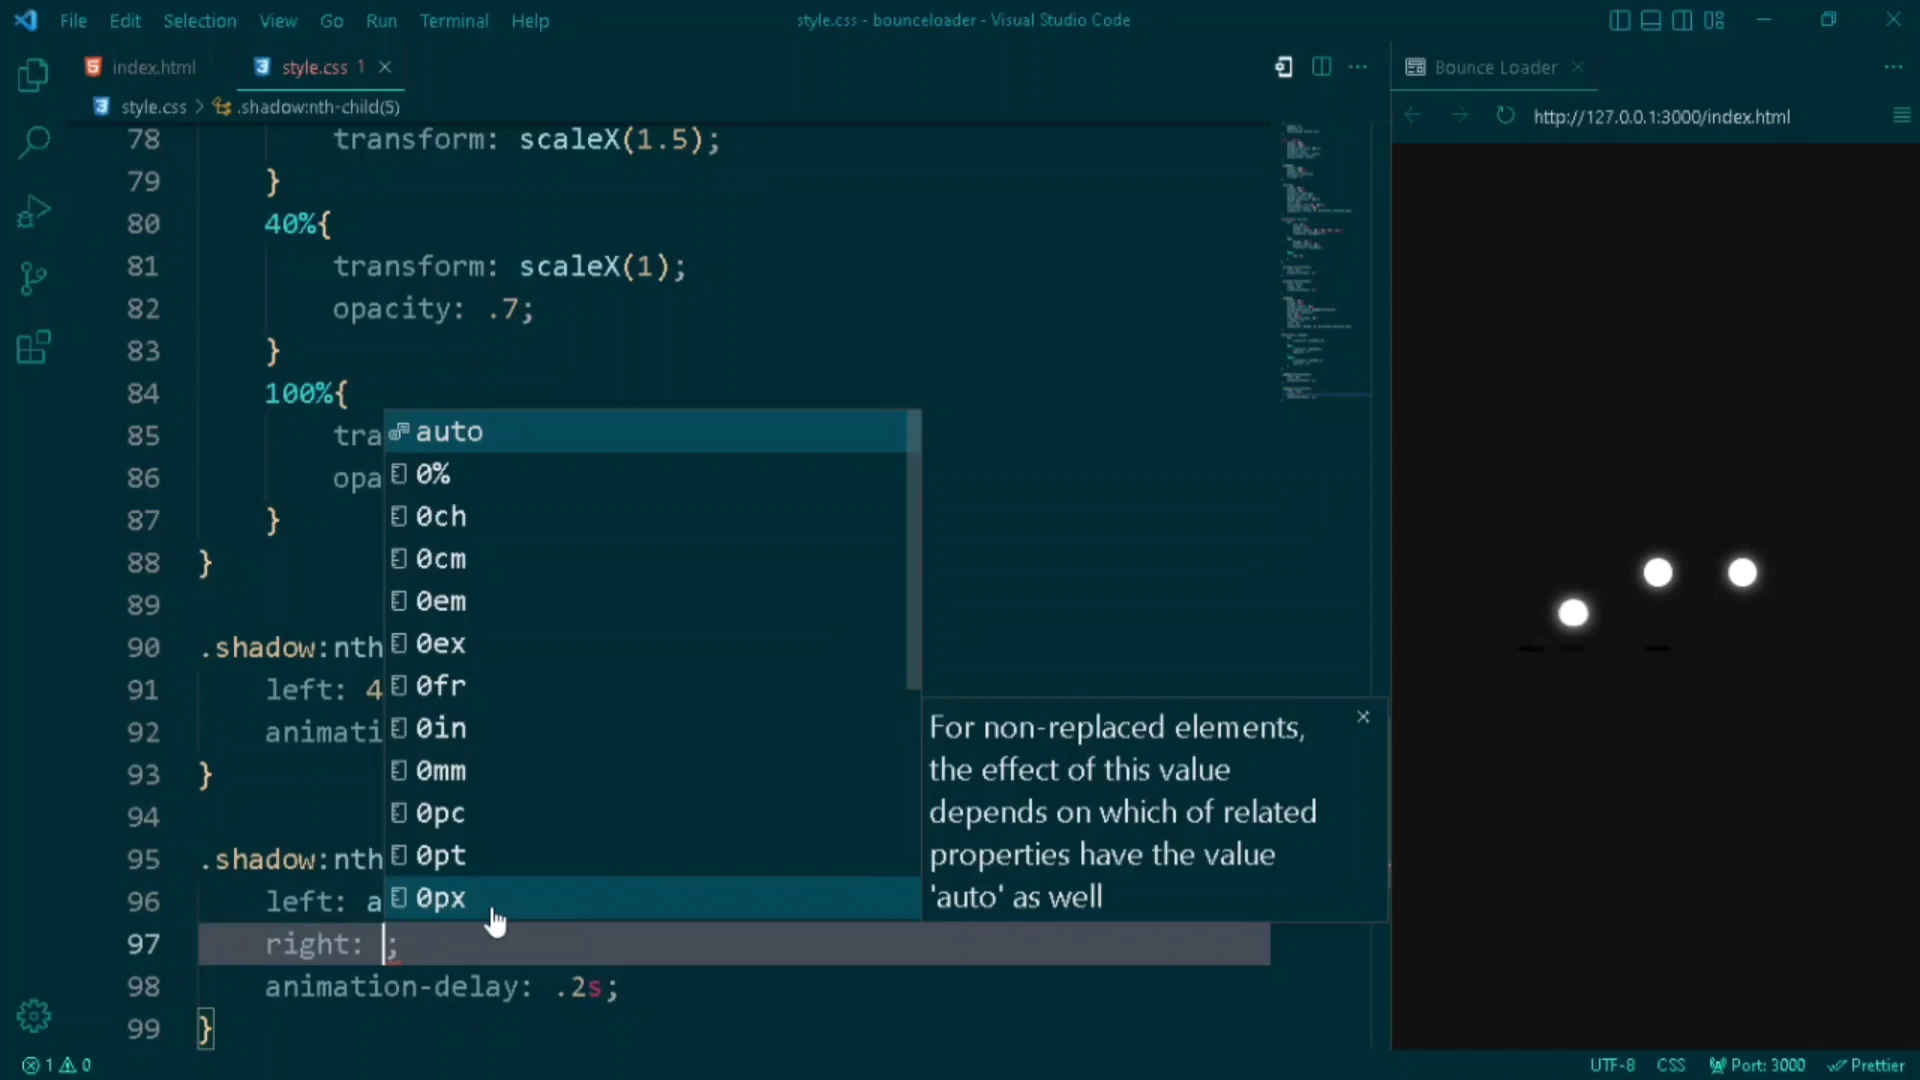 File Edit Selection View Go Run Terminal Help
style.css - bounceloader - Visual Studio Code
index.html
style.css 1
Bounce Loader
style.css > .shadow:nth-child(5)
http://127.0.0.1:3000/index.html
78 transform: scaleX(1.5);
79 }
80 40%{
81 transform: scaleX(1);
82 opacity: .7;
83 }
84 100%{
85 tra
86 opa
87 }
88 }
89
90 .shadow:nth
91 left: 4
92 animati
93 }
94
95 .shadow:nth
96 left: a
97 right: ;
98 animation-delay: .2s;
99 }
auto
0%
0ch
0cm
0em
0ex
0fr
0in
0mm
0pc
0pt
0px
For non-replaced elements,
the effect of this value
depends on which of related
properties have the value
'auto' as well
1 0
UTF-8 CSS Port: 3000 Prettier